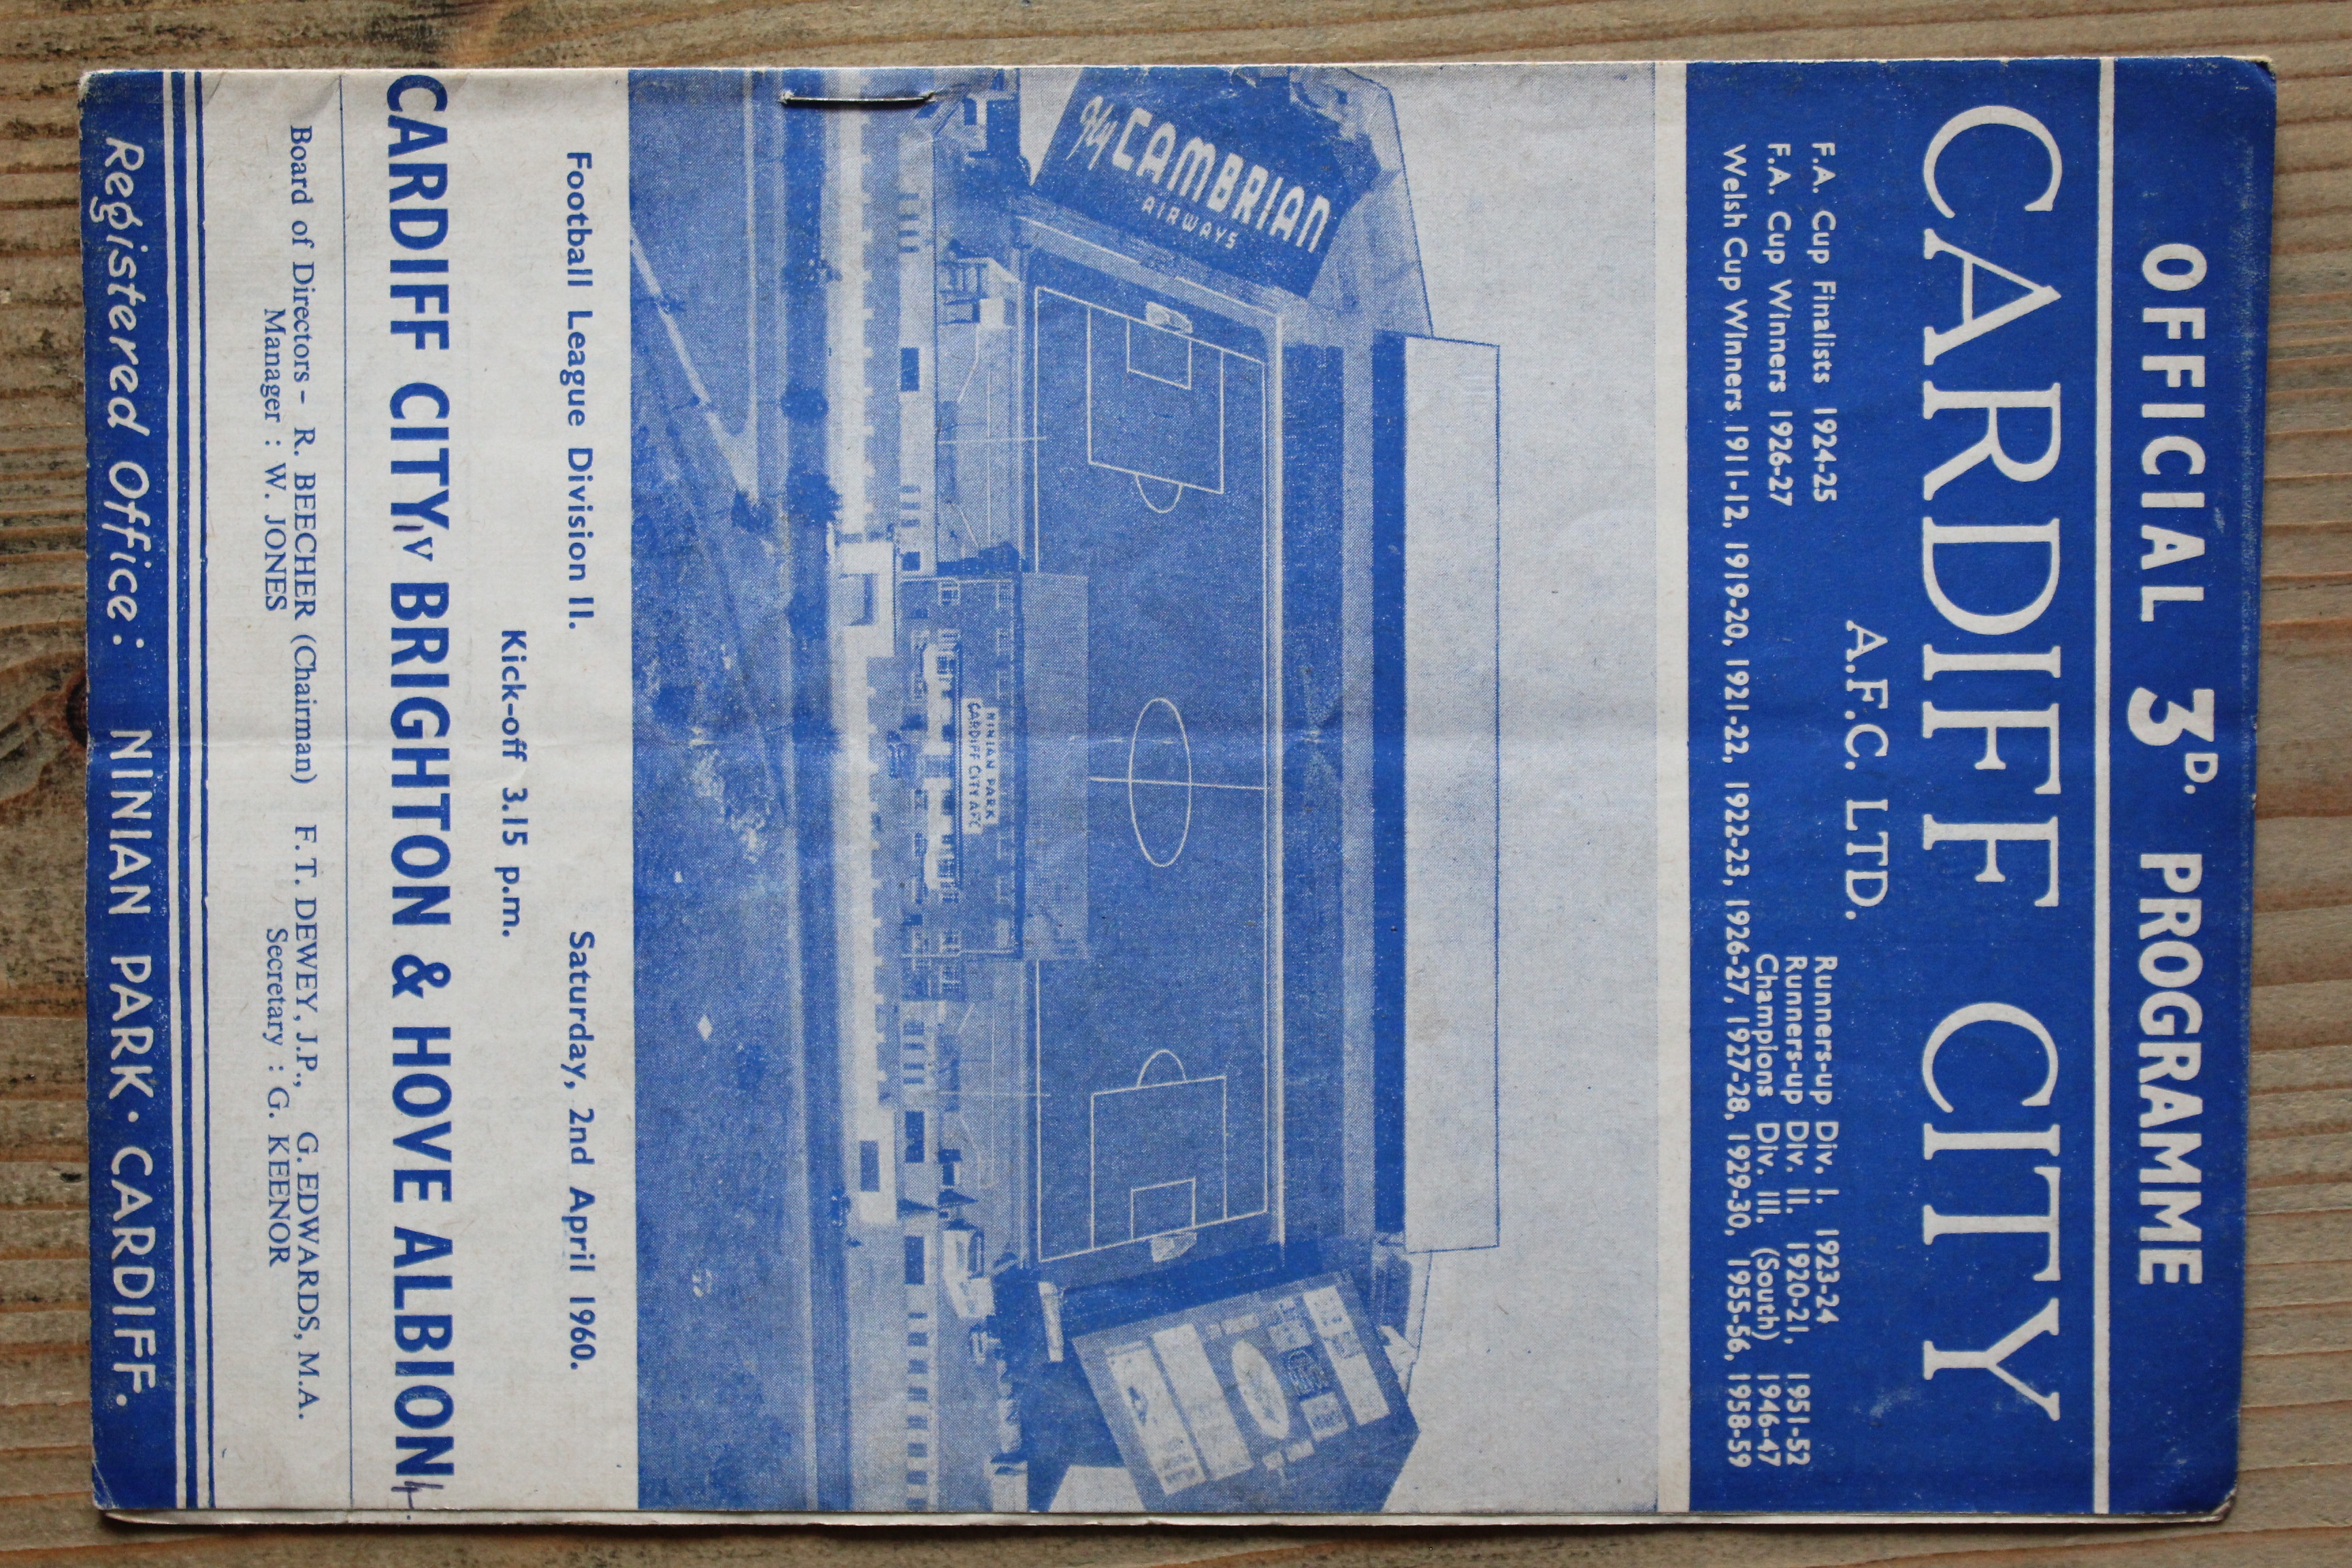 OFFICIAL 3D. PROGRAMME
CARDIFF CITY
A.F.C. LTD.
F.A. Cup Finalists 1924-25
F.A. Cup Winners 1926-27
Runners-up Div. I. 1923-24
Runners-up Div. II. 1920-21, 1951-52
Champions Div. III. (South) 1946-47
Welsh Cup Winners 1911-12, 1919-20, 1921-22, 1922-23, 1926-27, 1927-28, 1929-30, 1955-56, 1958-59
fly CAMBRIAN
AIRWAYS
NINIAN PARK
CARDIFF CITY AFC
Football League Division II. Saturday, 2nd April 1960.
Kick-off 3.15 p.m.
CARDIFF CITY v BRIGHTON & HOVE ALBION
Board of Directors - R. BEECHER (Chairman) F. T. DEWEY, J.P., G. EDWARDS, M.A.
Manager : W. JONES Secretary : G. KEENOR
Registered Office: NINIAN PARK · CARDIFF.